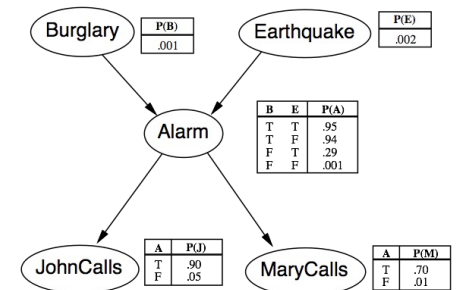 Burglary
P(B)
.001
Earthquake
P(E)
.002
Alarm
B E P(A)
T T .95
T F .94
F T .29
F F .001
JohnCalls
A P(J)
T .90
F .05
MaryCalls
A P(M)
T .70
F .01